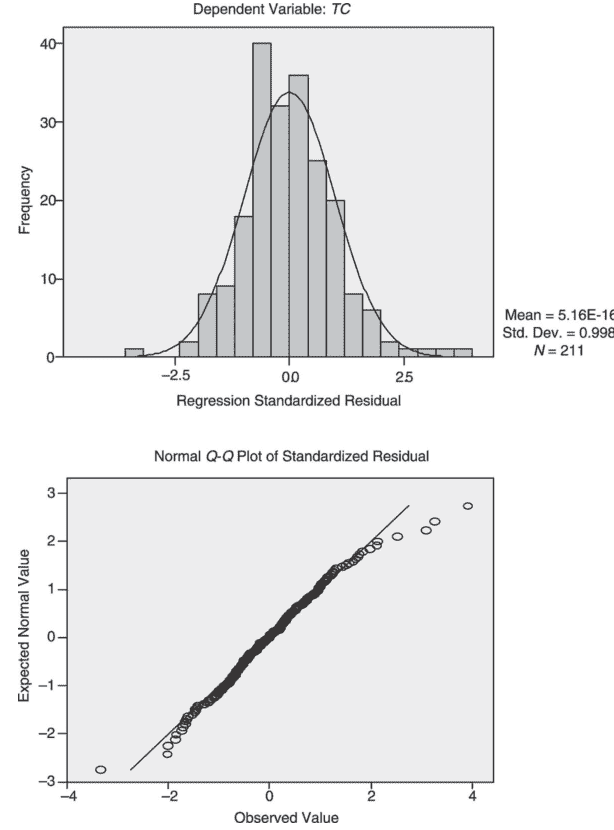 Dependent Variable: TC
40
30
20
10
0
Frequency
−2.5
0.0
25
Regression Standardized Residual
Mean = 5.16E-16
Std. Dev. = 0.998
N = 211
Normal Q-Q Plot of Standardized Residual
3
2
1
0
−1
−2
−3
Expected Normal Value
−4
−2
0
2
4
Observed Value